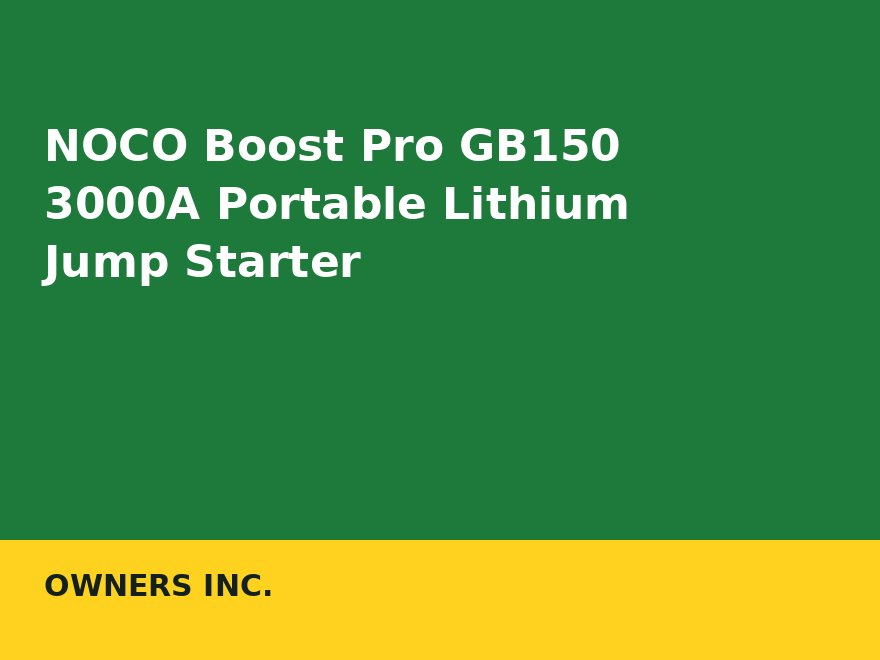 NOCO Boost Pro GB150
3000A Portable Lithium
Jump Starter
OWNERS INC.